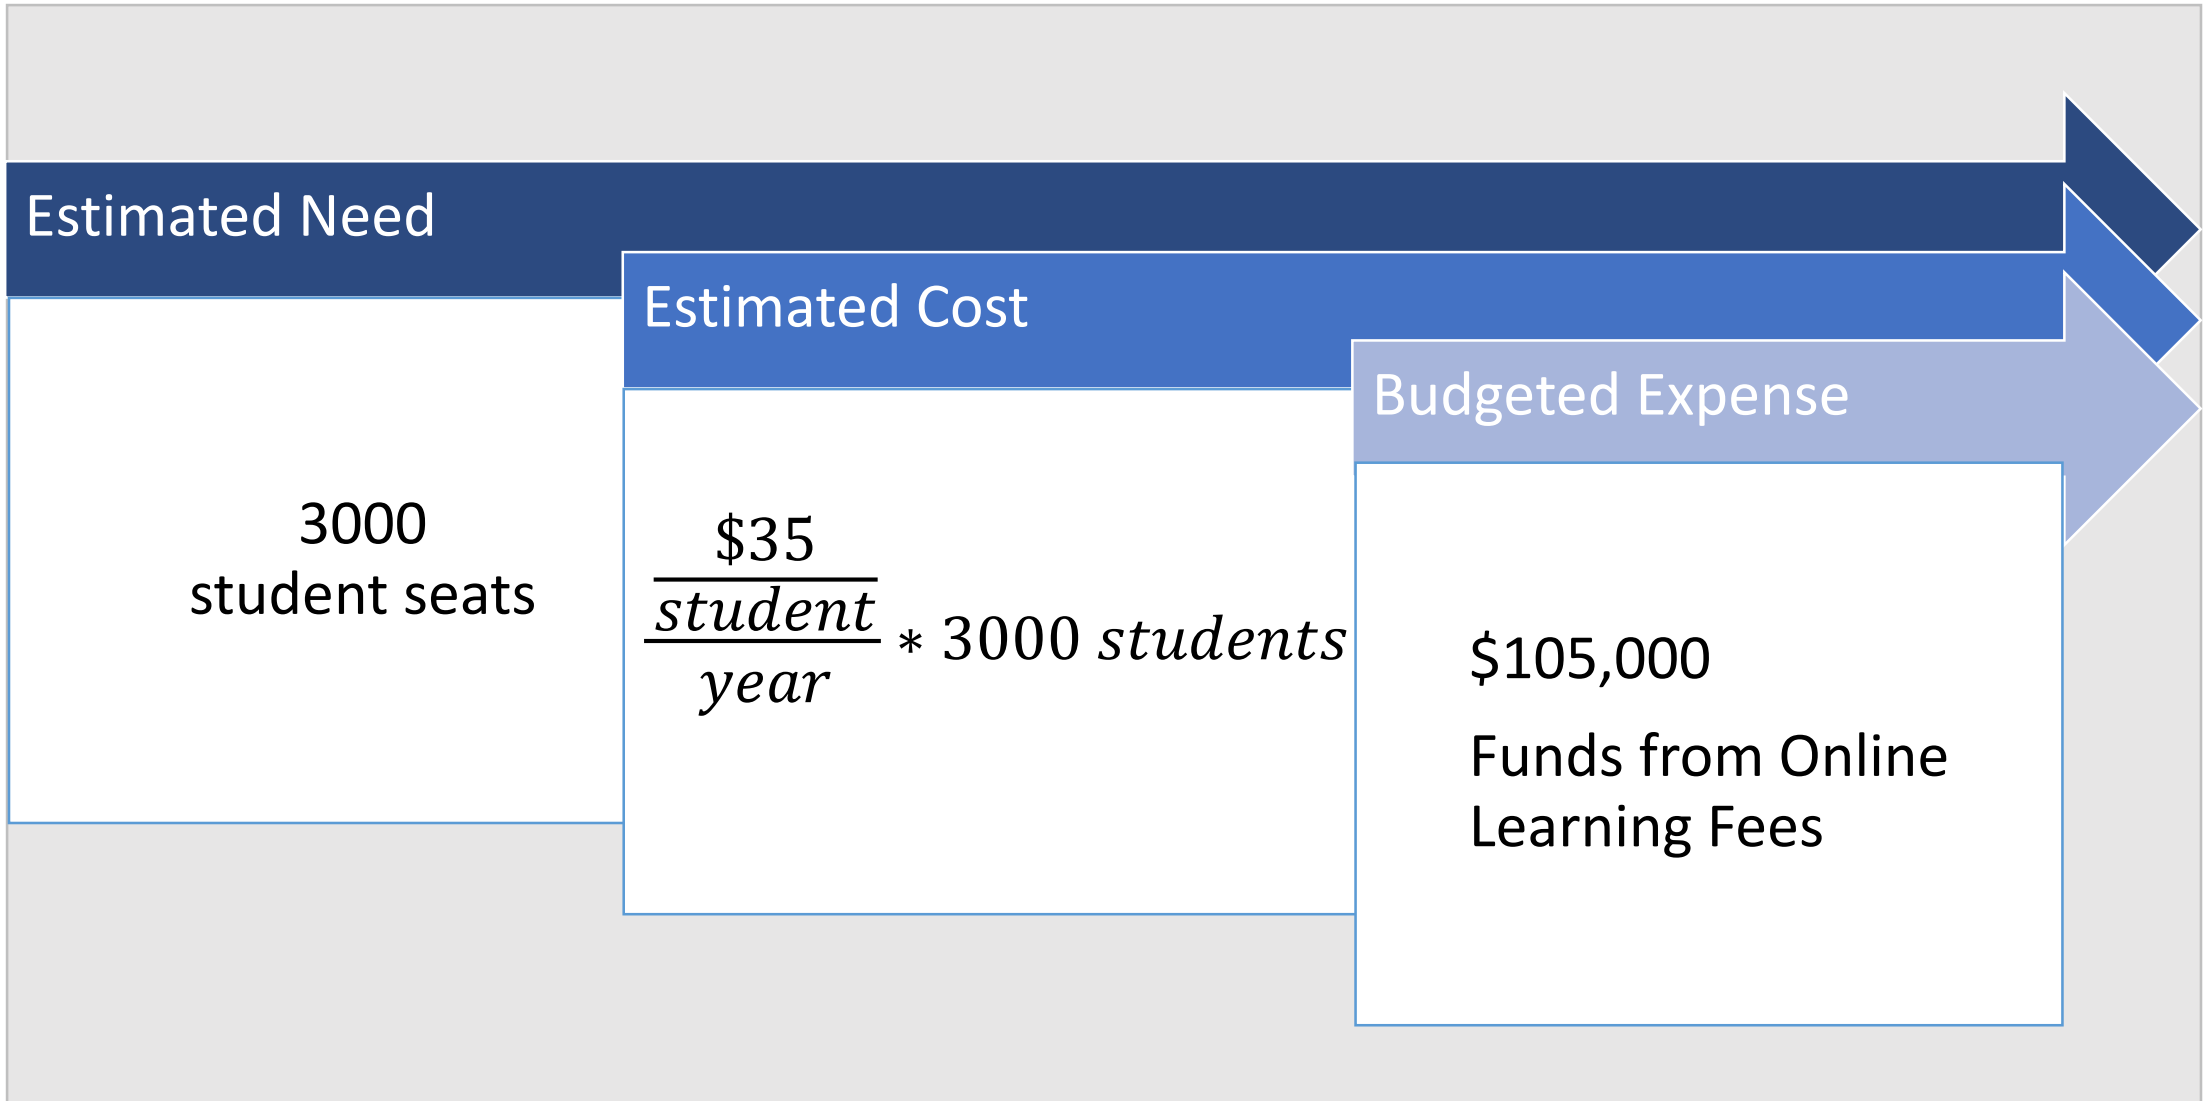 Estimated Need
3000
student seats
Estimated Cost
$35
student
year
* 3000 students
Budgeted Expense
$105,000
Funds from Online
Learning Fees